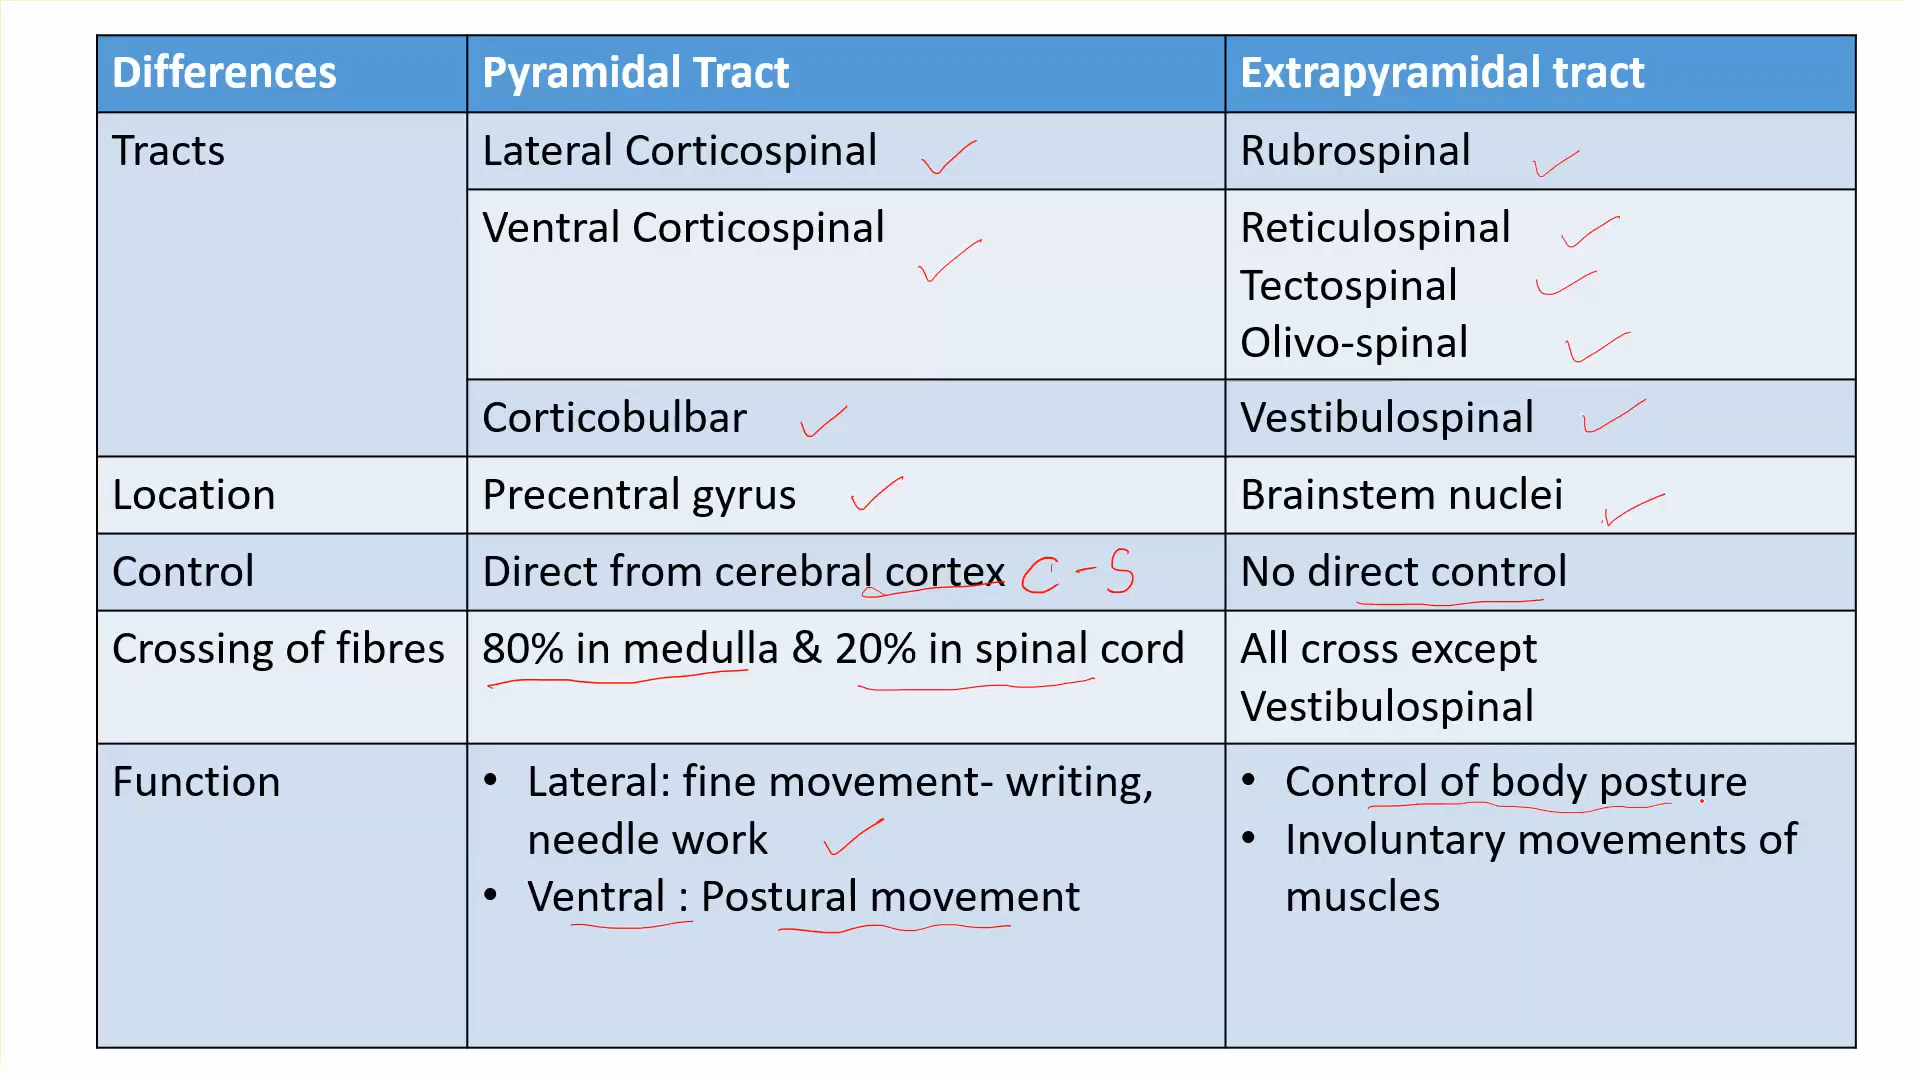 Differences Pyramidal Tract Extrapyramidal tract
Tracts Lateral Corticospinal Rubrospinal
Ventral Corticospinal Reticulospinal
Tectospinal
Olivo-spinal
Corticobulbar Vestibulospinal
Location Precentral gyrus Brainstem nuclei
Control Direct from cerebral cortex C - S No direct control
Crossing of fibres 80% in medulla & 20% in spinal cord All cross except
Vestibulospinal
Function • Lateral: fine movement- writing,
needle work
• Ventral : Postural movement
• Control of body posture
• Involuntary movements of
muscles